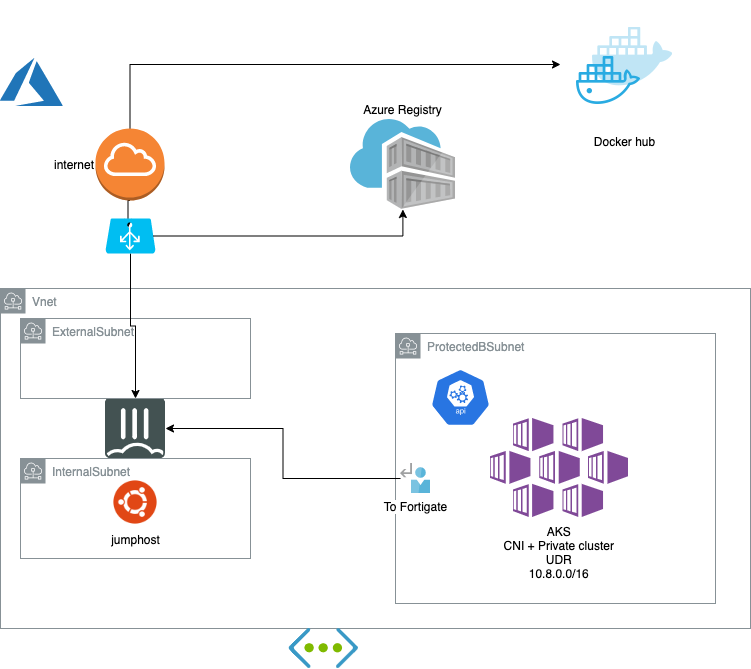 Azure Registry
Docker hub
internet
Vnet
ExternalSubnet
ProtectedBSubnet
api
InternalSubnet
To Fortigate
jumphost
AKS
CNI + Private cluster
UDR
10.8.0.0/16